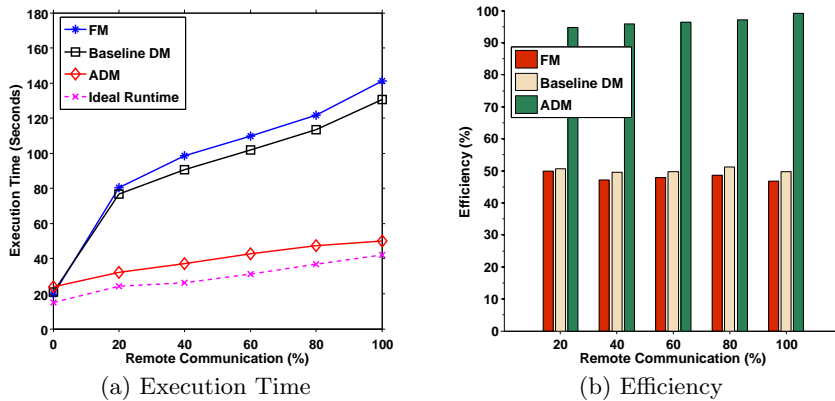 180
160
140
120
100
80
60
40
20
0
Execution Time (Seconds)
FM
Baseline DM
ADM
Ideal Runtime
0 20 40 60 80 100
Remote Communication (%)
(a) Execution Time
100
90
80
70
60
50
40
30
20
10
0
Efficiency (%)
FM
Baseline DM
ADM
20 40 60 80 100
Remote Communication (%)
(b) Efficiency